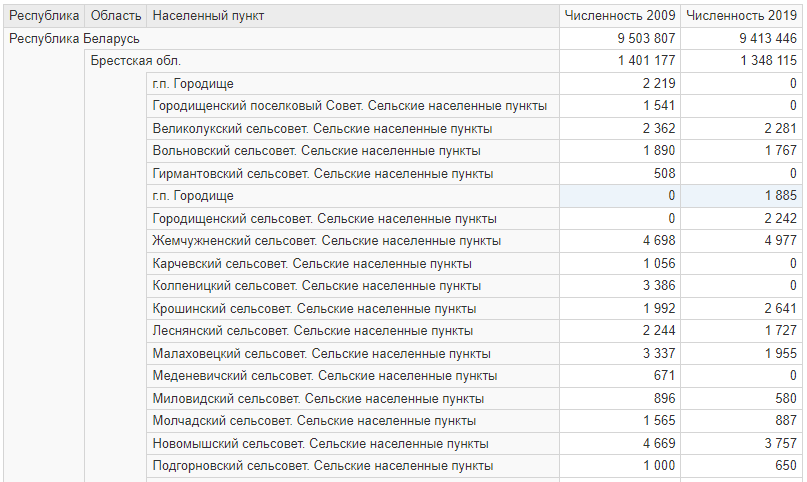 Республика Область Населенный пункт Численность 2009 Численность 2019
Республика Беларусь 9 503 807 9 413 446
Брестская обл. 1 401 177 1 348 115
г.п. Городище 2 219 0
Городищенский поселковый Совет. Сельские населенные пункты 1 541 0
Великолукский сельсовет. Сельские населенные пункты 2 362 2 281
Вольновский сельсовет. Сельские населенные пункты 1 890 1 767
Гирмантовский сельсовет. Сельские населенные пункты 508 0
г.п. Городище 0 1 885
Городищенский сельсовет. Сельские населенные пункты 0 2 242
Жемчужненский сельсовет. Сельские населенные пункты 4 698 4 977
Карчевский сельсовет. Сельские населенные пункты 1 056 0
Колпеницкий сельсовет. Сельские населенные пункты 3 386 0
Крошинский сельсовет. Сельские населенные пункты 1 992 2 641
Леснянский сельсовет. Сельские населенные пункты 2 244 1 727
Малаховецкий сельсовет. Сельские населенные пункты 3 337 1 955
Меденевичский сельсовет. Сельские населенные пункты 671 0
Миловидский сельсовет. Сельские населенные пункты 896 580
Молчадский сельсовет. Сельские населенные пункты 1 565 887
Новомышский сельсовет. Сельские населенные пункты 4 669 3 757
Подгорновский сельсовет. Сельские населенные пункты 1 000 650